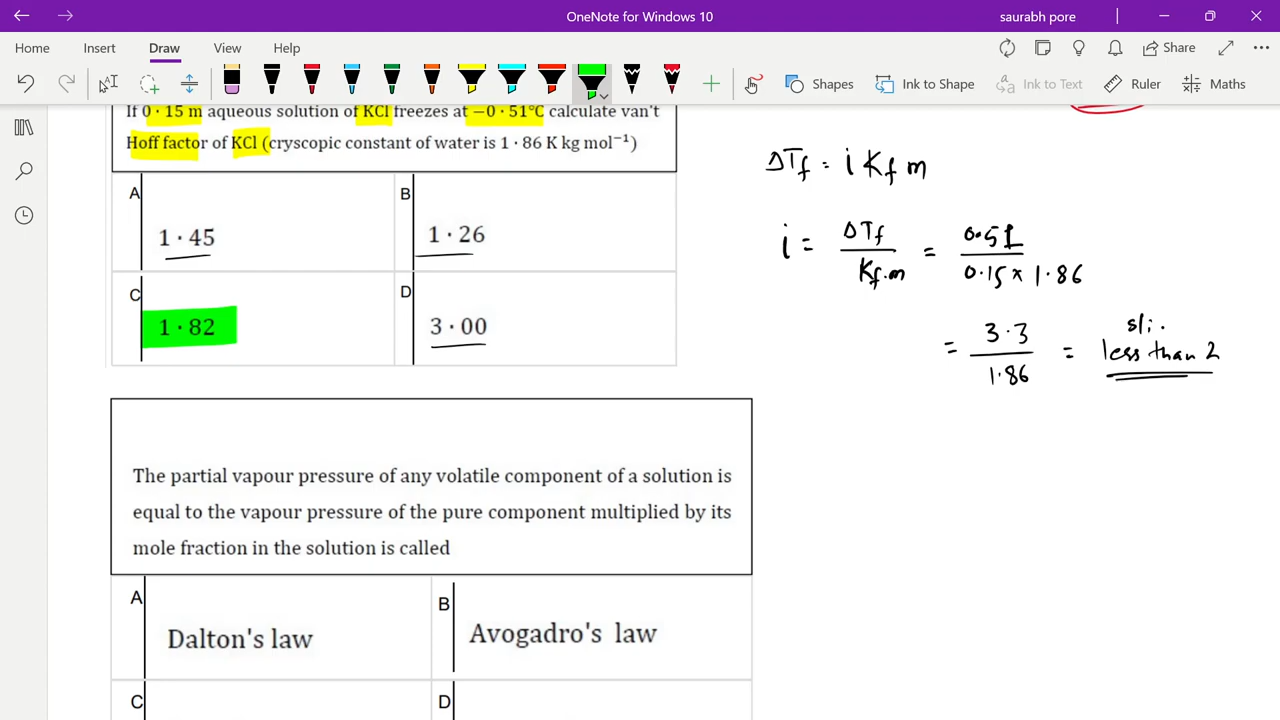 OneNote for Windows 10
saurabh pore
Home Insert Draw View Help
Share
Shapes
Ink to Shape
Ink to Text
Ruler
Maths
If 0·15 m aqueous solution of KCl freezes at −0·51°C calculate van't
Hoff factor of KCl (cryscopic constant of water is 1·86 K kg mol⁻¹)
A
1·45
B
1·26
C
1·82
D
3·00
ΔTf = i Kf m
i = ΔTf / Kf.m = 0.51 / 0.15 × 1.86
= 3.3 / 1.86 = sli.
less than 2
The partial vapour pressure of any volatile component of a solution is
equal to the vapour pressure of the pure component multiplied by its
mole fraction in the solution is called
A
Dalton's law
B
Avogadro's law
C
D